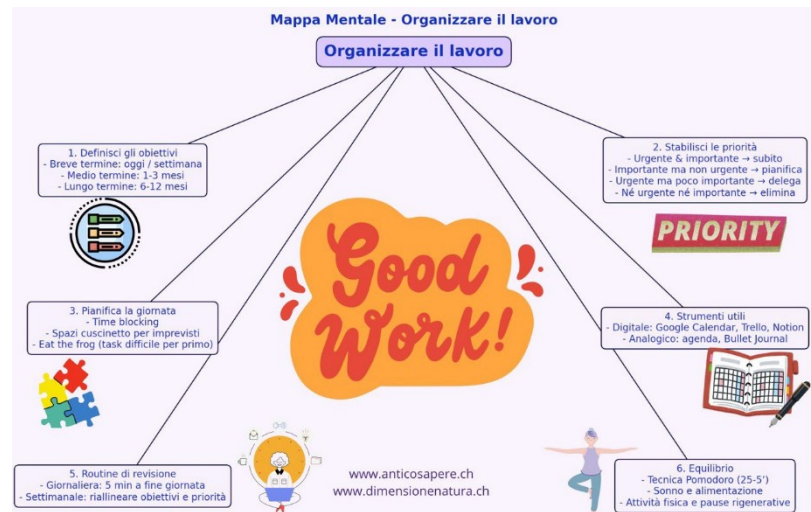 Mappa Mentale - Organizzare il lavoro
Organizzare il lavoro
1. Definisci gli obiettivi
- Breve termine: oggi / settimana
- Medio termine: 1-3 mesi
- Lungo termine: 6-12 mesi
2. Stabilisci le priorità
- Urgente & importante → subito
- Importante ma non urgente → pianifica
- Urgente ma poco importante → delega
- Né urgente né importante → elimina
PRIORITY
Good
Work!
3. Pianifica la giornata
- Time blocking
- Spazi cuscinetto per imprevisti
- Eat the frog (task difficile per primo)
4. Strumenti utili
- Digitale: Google Calendar, Trello, Notion
- Analogico: agenda, Bullet Journal
5. Routine di revisione
- Giornaliera: 5 min a fine giornata
- Settimanale: riallineare obiettivi e priorità
www.anticosapere.ch
www.dimensionenatura.ch
6. Equilibrio
- Tecnica Pomodoro (25-5’)
- Sonno e alimentazione
- Attività fisica e pause rigenerative